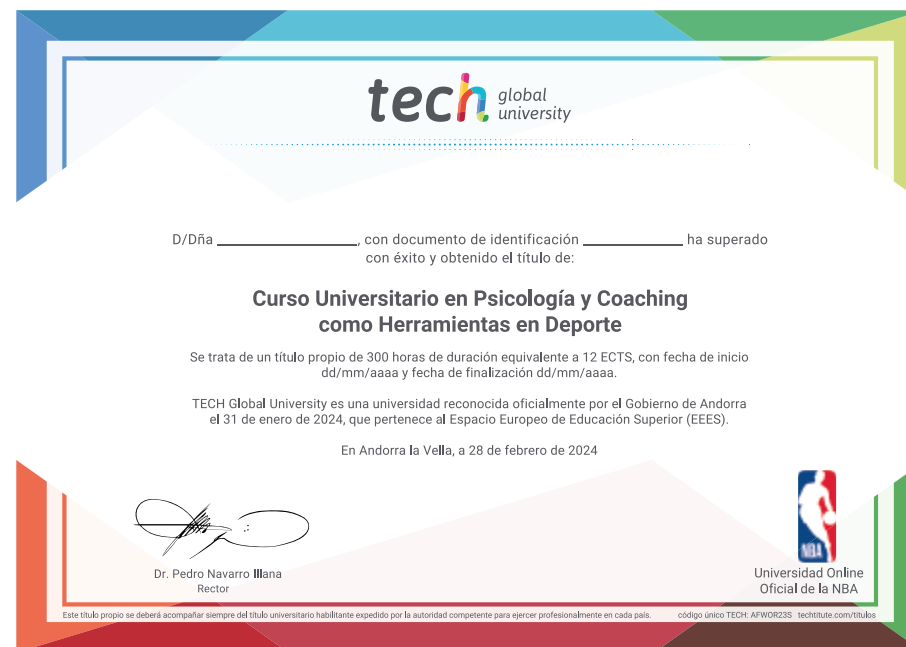 tech global university
D/Dña ____________________, con documento de identificación ______________ ha superado
con éxito y obtenido el título de:
Curso Universitario en Psicología y Coaching
como Herramientas en Deporte
Se trata de un título propio de 300 horas de duración equivalente a 12 ECTS, con fecha de inicio
dd/mm/aaaa y fecha de finalización dd/mm/aaaa.
TECH Global University es una universidad reconocida oficialmente por el Gobierno de Andorra
el 31 de enero de 2024, que pertenece al Espacio Europeo de Educación Superior (EEES).
En Andorra la Vella, a 28 de febrero de 2024
Dr. Pedro Navarro Illana
Rector
NBA
Universidad Online
Oficial de la NBA
Este título propio se deberá acompañar siempre del título universitario habilitante expedido por la autoridad competente para ejercer profesionalmente en cada país.
código único TECH: AFWOR23S techtitute.com/titulos